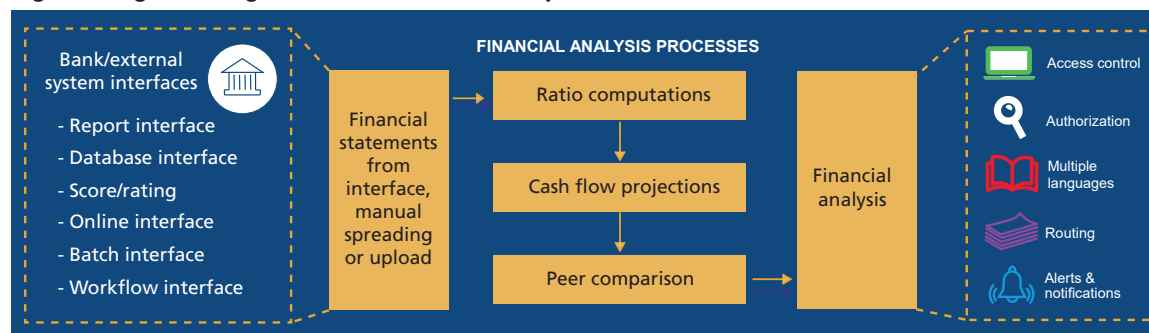 FINANCIAL ANALYSIS PROCESSES
Bank/external
system interfaces
- Report interface
- Database interface
- Score/rating
- Online interface
- Batch interface
- Workflow interface
Financial
statements
from
interface,
manual
spreading
or upload
Ratio computations
Cash flow projections
Peer comparison
Financial
analysis
Access control
Authorization
Multiple
languages
Routing
Alerts &
notifications